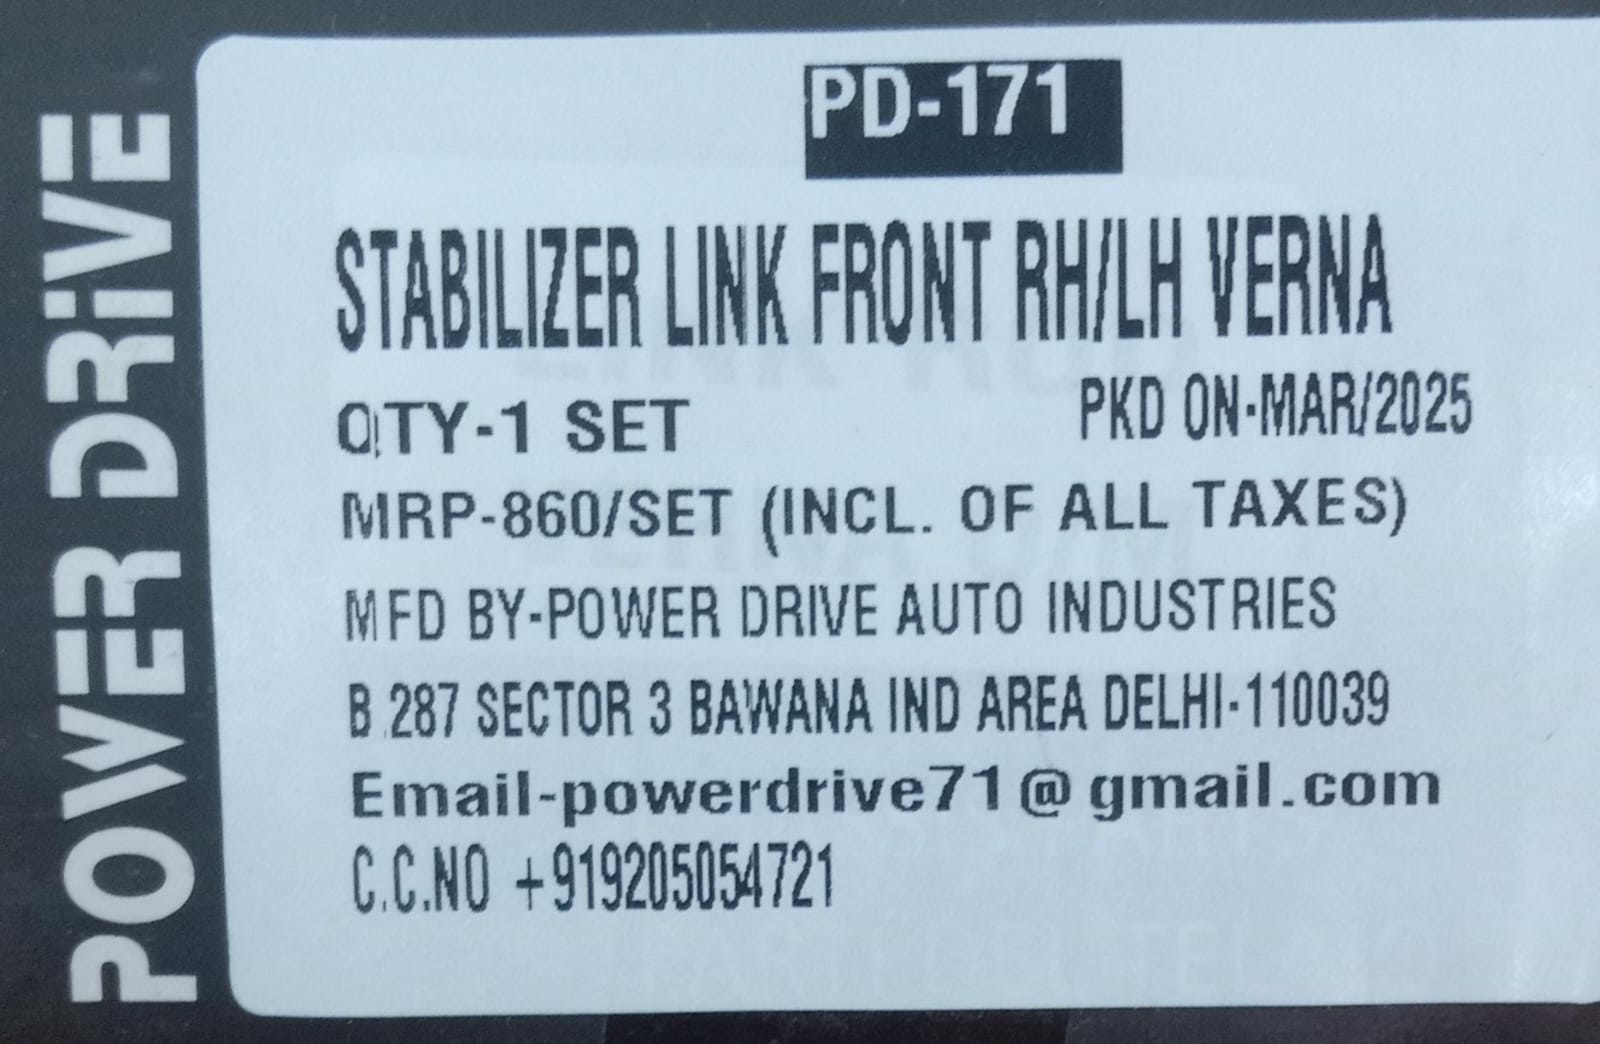 POWER DRiVE
PD-171
STABILIZER LINK FRONT RH/LH VERNA
QTY-1 SET
PKD ON-MAR/2025
MRP-860/SET (INCL. OF ALL TAXES)
MFD BY-POWER DRIVE AUTO INDUSTRIES
B 287 SECTOR 3 BAWANA IND AREA DELHI-110039
Email-powerdrive71@gmail.com
C.C.NO +919205054721